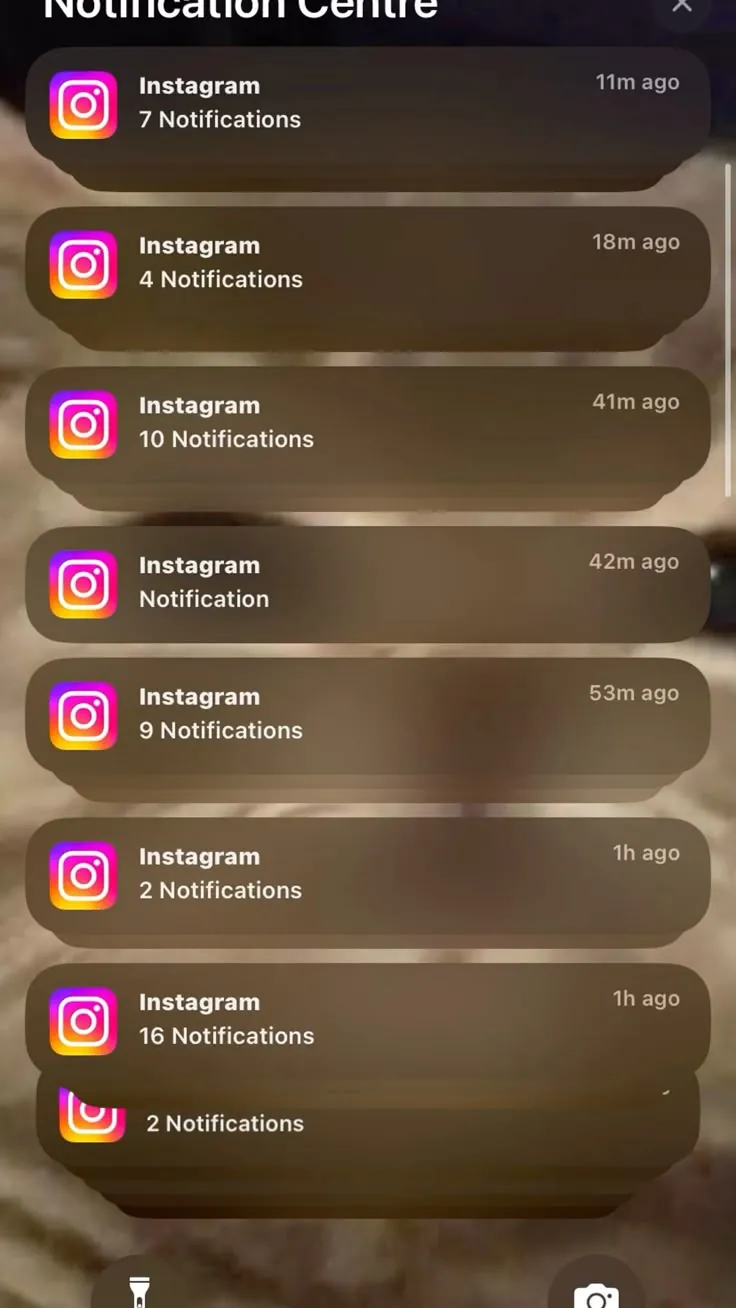 Notification Centre
Instagram
11m ago
7 Notifications
Instagram
18m ago
4 Notifications
Instagram
41m ago
10 Notifications
Instagram
42m ago
Notification
Instagram
53m ago
9 Notifications
Instagram
1h ago
2 Notifications
Instagram
1h ago
16 Notifications
2 Notifications